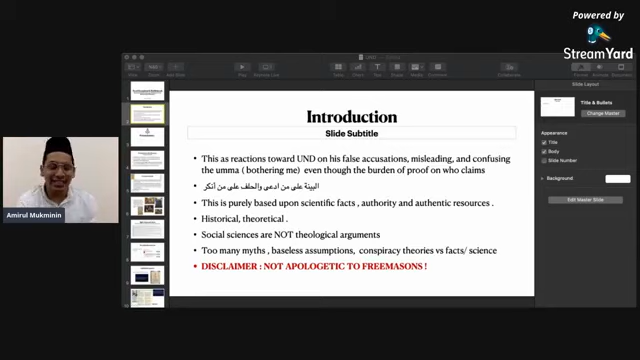 Powered by
StreamYard
UND
Slide Layout
Introduction
Slide Subtitle
Title & Bullets
Change Master
Appearance
Title
Body
Slide Number
Background
Edit Master Slide
• This as reactions toward UND on his false accusations, misleading, and confusing
the umma ( bothering me) even though the burden of proof on who claims
• البينة على من ادعى والحلف على من أنكر
• This is purely based upon scientific facts , authority and authentic resources .
• Historical, theoretical .
• Social sciences are NOT theological arguments
• Too many myths , baseless assumptions, conspiracy theories vs facts/ science
• DISCLAIMER : NOT APOLOGETIC TO FREEMASONS !
Amirul Mukminin